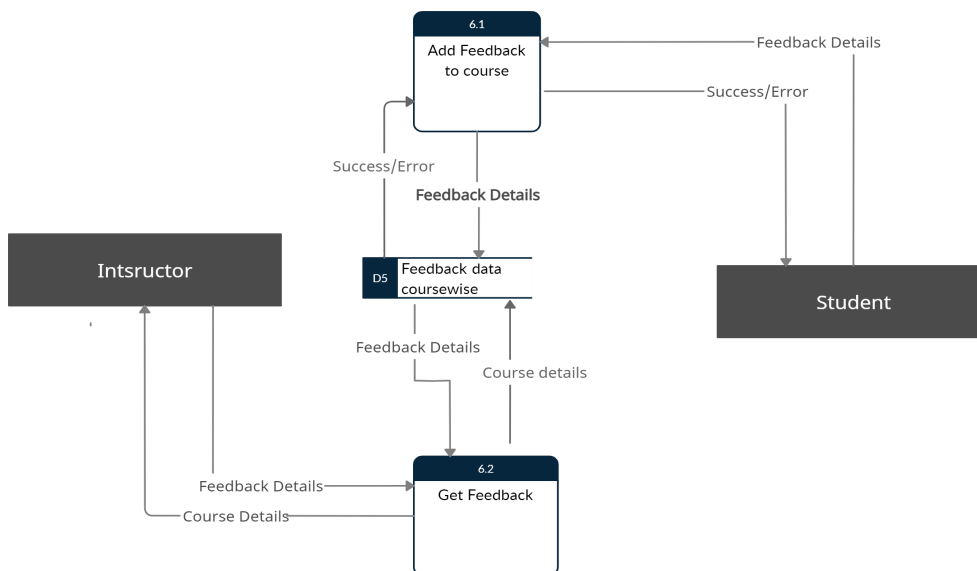 6.1
Add Feedback
to course
Feedback Details
Success/Error
Success/Error
Feedback Details
Intsructor
D5
Feedback data
coursewise
Student
Feedback Details
Course details
6.2
Get Feedback
Feedback Details
Course Details